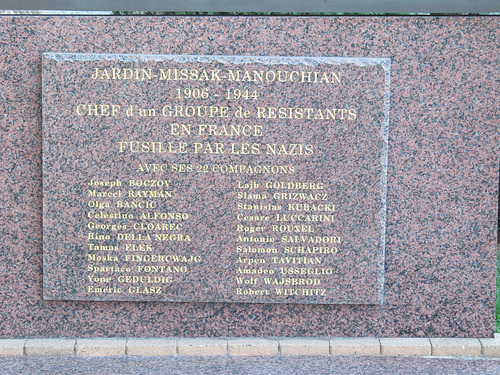 JARDIN-MISSAK-MANOUCHIAN
1906 - 1944
CHEF d'un GROUPE de RESISTANTS
EN FRANCE
FUSILLE PAR LES NAZIS
AVEC SES 22 COMPAGNONS
Joseph BOCZOV
Marcel RAYMAN
Olga BANCIC
Celestino ALFONSO
Georges CLOAREC
Rino DELLA NEGRA
Tamas ELEK
Moska FINGERCWAJG
Spartaco FONTANO
Yone GEDULDIG
Emeric GLASZ
Lajb GOLDBERG
Slama GRIZWACZ
Stanislas KUBACKI
Cesare LUCCARINI
Roger ROUXEL
Antonio SALVADORI
Salomon SCHAPIRO
Arpen TAVITIAN
Amadeo USSEGLIO
Wolf WAJSBROD
Robert WITCHITZ